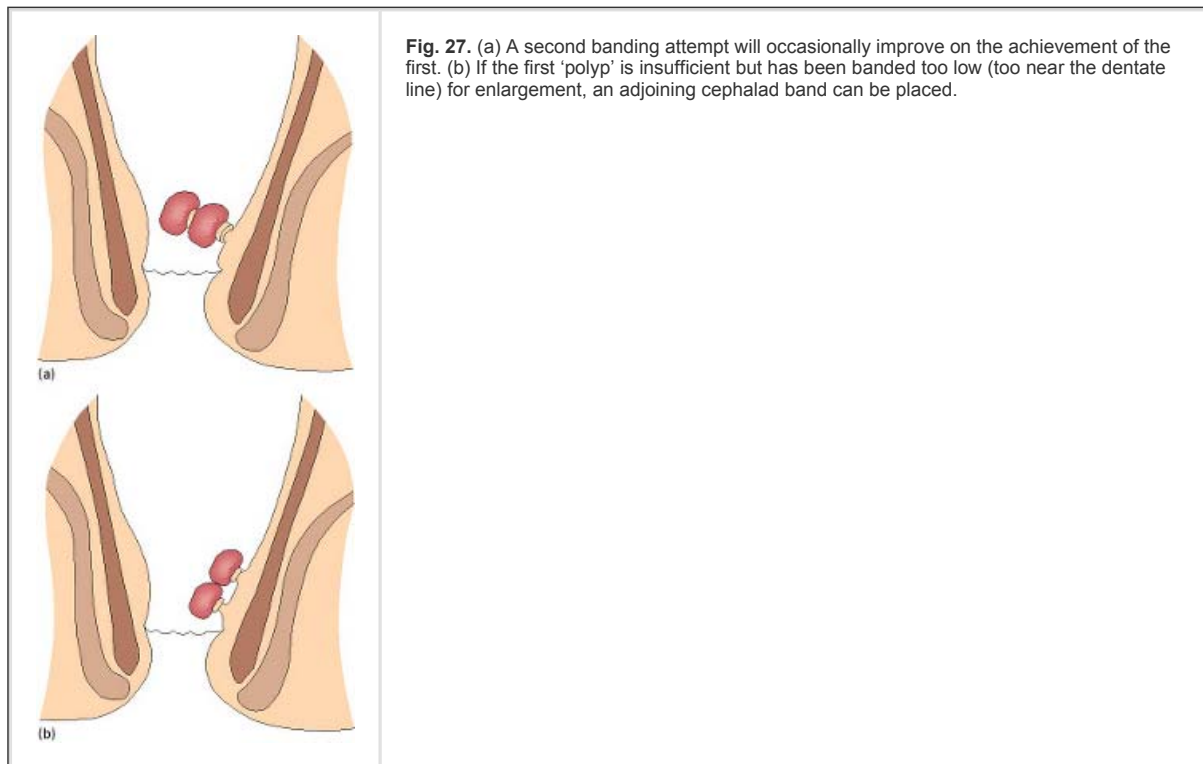 Fig. 27. (a) A second banding attempt will occasionally improve on the achievement of the
first. (b) If the first ‘polyp’ is insufficient but has been banded too low (too near the dentate
line) for enlargement, an adjoining cephalad band can be placed.
(a)
(b)